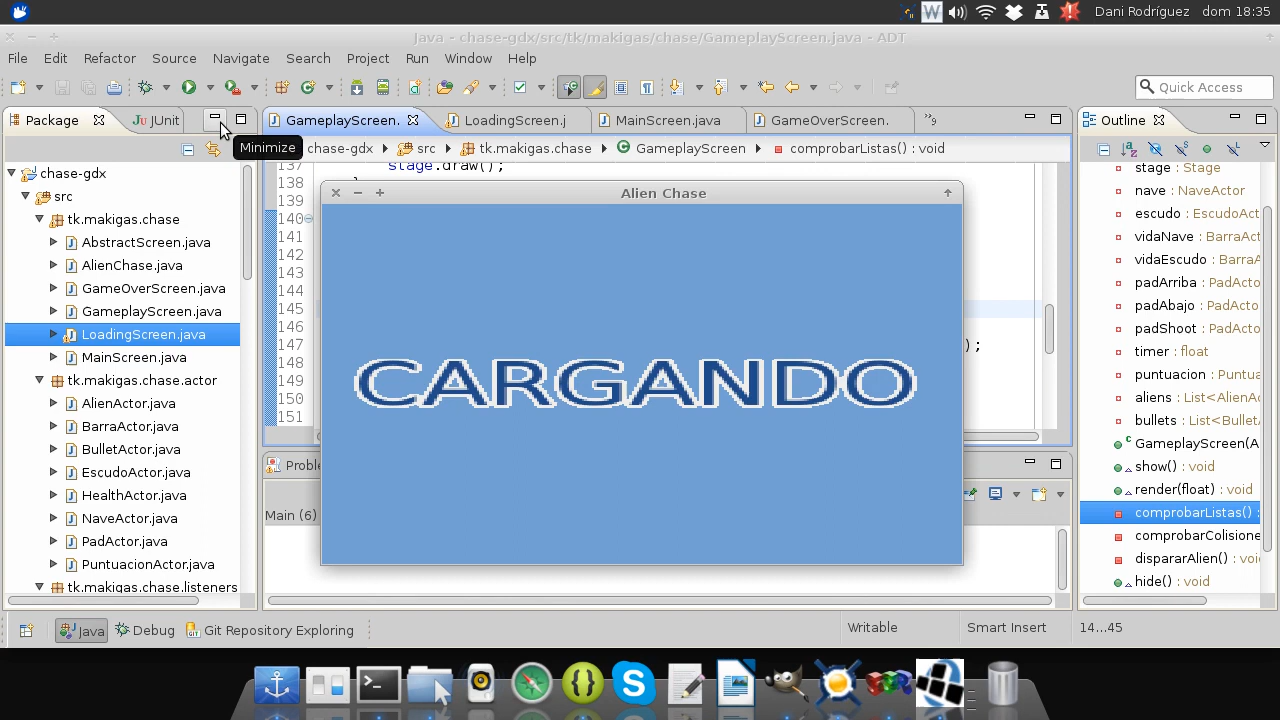 Dani Rodríguez dom 18:35
Java - chase-gdx/src/tk/makigas/chase/GameplayScreen.java - ADT
File Edit Refactor Source Navigate Search Project Run Window Help
Quick Access
Package JUnit GameplayScreen. LoadingScreen.j MainScreen.java GameOverScreen. Outline
Minimize chase-gdx src tk.makigas.chase GameplayScreen comprobarListas() : void
137 stage.draw();
138
139
140
141
142
143
144
145
146
147 );
148
149
150
151
chase-gdx
src
tk.makigas.chase
AbstractScreen.java
AlienChase.java
GameOverScreen.java
GameplayScreen.java
LoadingScreen.java
MainScreen.java
tk.makigas.chase.actor
AlienActor.java
BarraActor.java
BulletActor.java
EscudoActor.java
HealthActor.java
NaveActor.java
PadActor.java
PuntuacionActor.java
tk.makigas.chase.listeners
Alien Chase
CARGANDO
Proble
Main (6)
stage : Stage
nave : NaveActor
escudo : EscudoAct
vidaNave : BarraAct
vidaEscudo : BarraA
padArriba : PadActor
padAbajo : PadActo
padShoot : PadActor
timer : float
puntuacion : Puntua
aliens : List<AlienAc
bullets : List<Bullet
GameplayScreen(A
show() : void
render(float) : void
comprobarListas() :
comprobarColisione
dispararAlien() : voi
hide() : void
Java Debug Git Repository Exploring
Writable Smart Insert 14...45